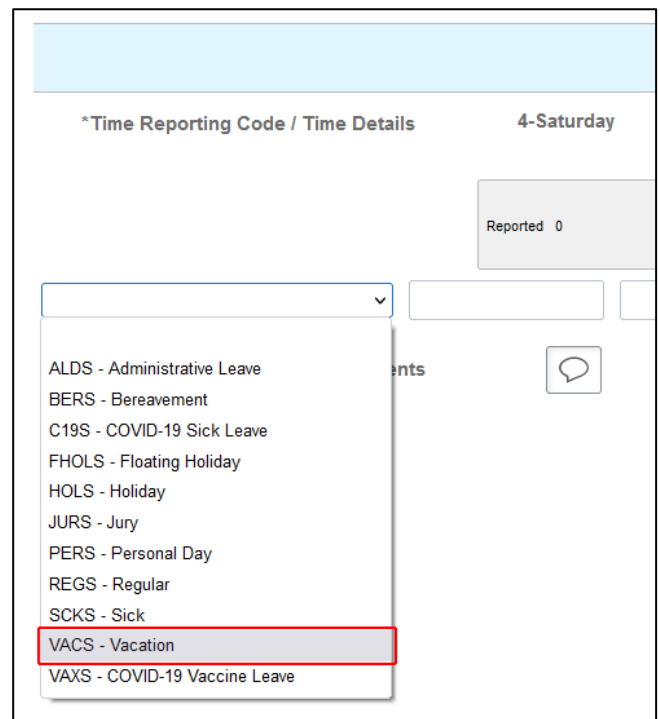 *Time Reporting Code / Time Details 4-Saturday
Reported 0
ALDS - Administrative Leave
ents
BERS - Bereavement
C19S - COVID-19 Sick Leave
FHOLS - Floating Holiday
HOLS - Holiday
JURS - Jury
PERS - Personal Day
REGS - Regular
SCKS - Sick
VACS - Vacation
VAXS - COVID-19 Vaccine Leave